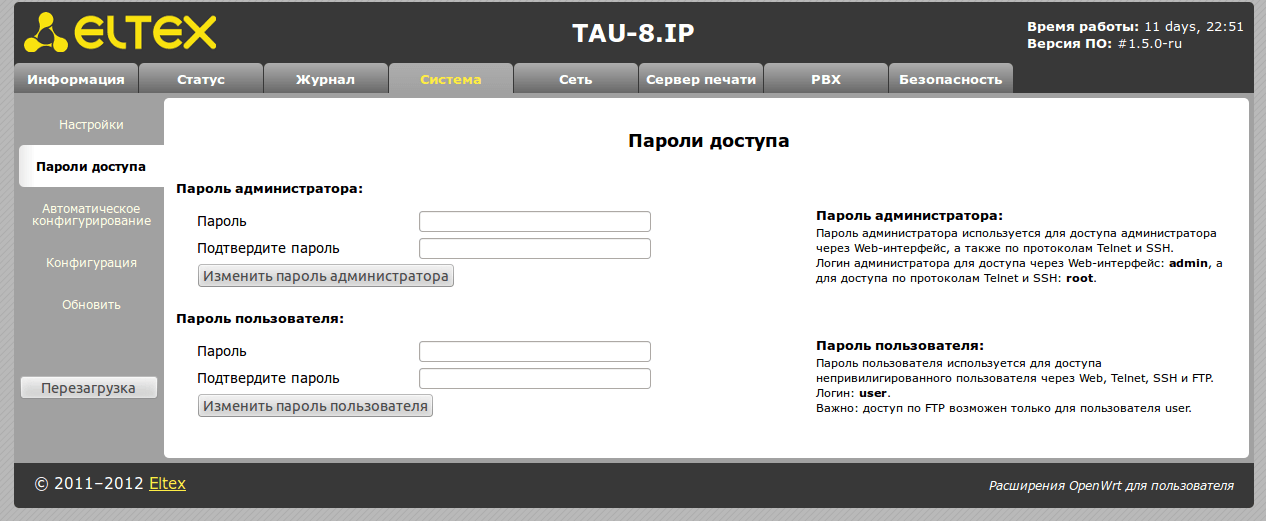 ELTEX
TAU-8.IP
Время работы: 11 days, 22:51
Версия ПО: #1.5.0-ru
Информация
Статус
Журнал
Система
Сеть
Сервер печати
PBX
Безопасность
Настройки
Пароли доступа
Автоматическое
конфигурирование
Конфигурация
Обновить
Перезагрузка
Пароли доступа
Пароль администратора:
Пароль
Подтвердите пароль
Изменить пароль администратора
Пароль администратора:
Пароль администратора используется для доступа администратора
через Web-интерфейс, а также по протоколам Telnet и SSH.
Логин администратора для доступа через Web-интерфейс: admin, а
для доступа по протоколам Telnet и SSH: root.
Пароль пользователя:
Пароль
Подтвердите пароль
Изменить пароль пользователя
Пароль пользователя:
Пароль пользователя используется для доступа
непривилигированного пользователя через Web, Telnet, SSH и FTP.
Логин: user.
Важно: доступ по FTP возможен только для пользователя user.
© 2011–2012 Eltex
Расширения OpenWrt для пользователя